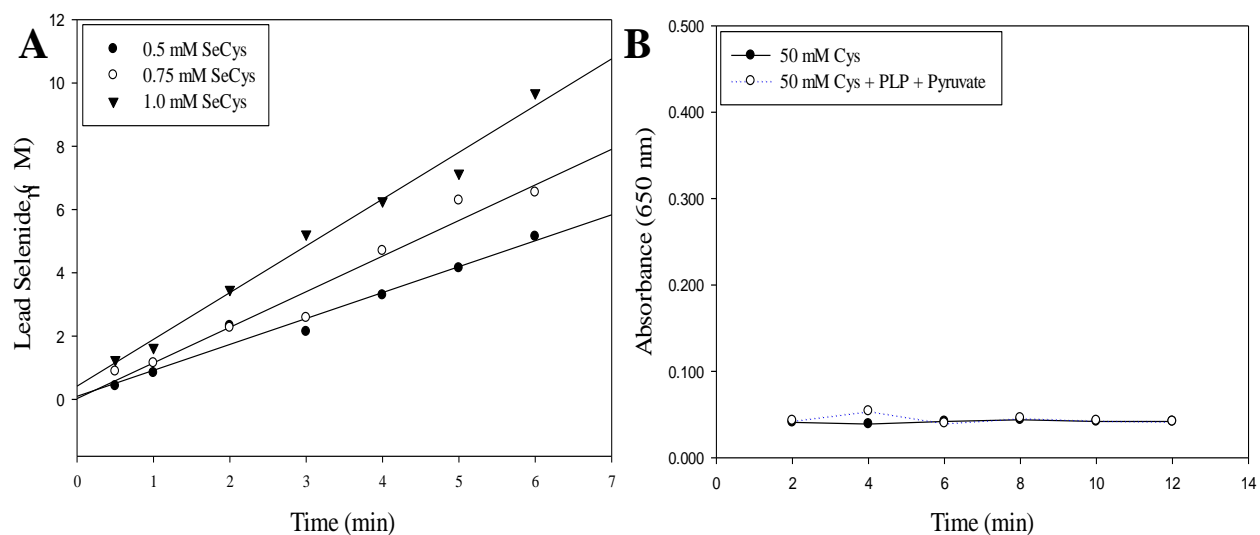 A
0.5 mM SeCys
0.75 mM SeCys
1.0 mM SeCys
Lead Selenide, ( M)
12
10
8
6
4
2
0
0 1 2 3 4 5 6 7
Time (min)
B
50 mM Cys
50 mM Cys + PLP + Pyruvate
Absorbance (650 nm)
0.500
0.400
0.300
0.200
0.100
0.000
0 2 4 6 8 10 12 14
Time (min)